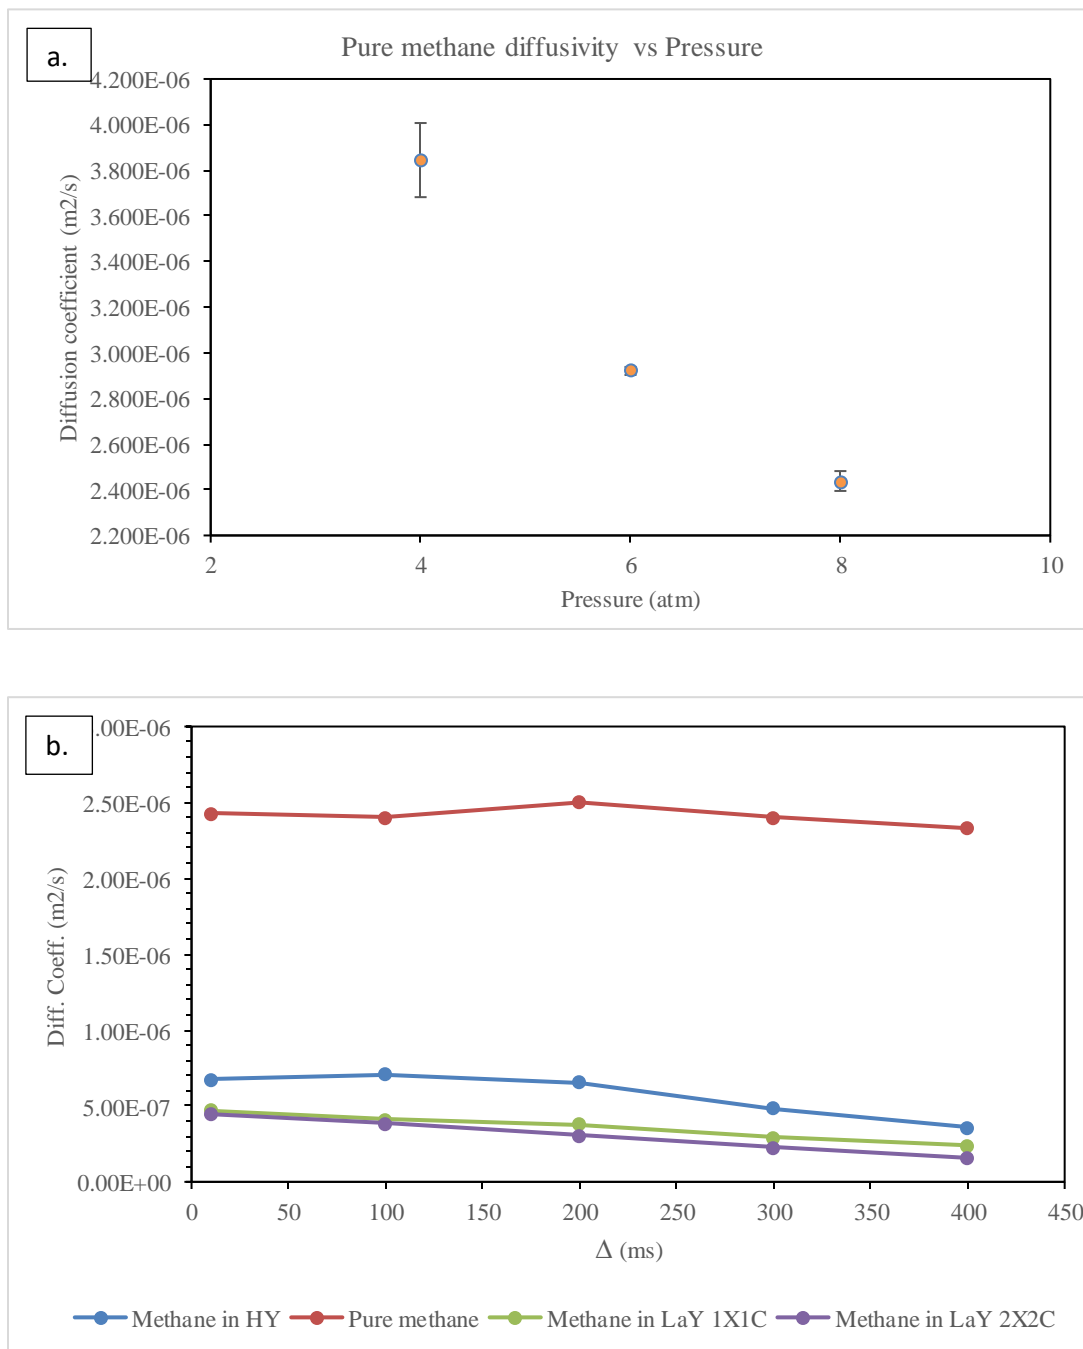 a.
Pure methane diffusivity vs Pressure
4.200E-06
4.000E-06
3.800E-06
3.600E-06
3.400E-06
3.200E-06
3.000E-06
2.800E-06
2.600E-06
2.400E-06
2.200E-06
Diffusion coefficient (m2/s)
2 4 6 8 10
Pressure (atm)
b.
.00E-06
2.50E-06
2.00E-06
1.50E-06
1.00E-06
5.00E-07
0.00E+00
Diff. Coeff. (m2/s)
0 50 100 150 200 250 300 350 400 450
Δ (ms)
Methane in HY Pure methane Methane in LaY 1X1C Methane in LaY 2X2C